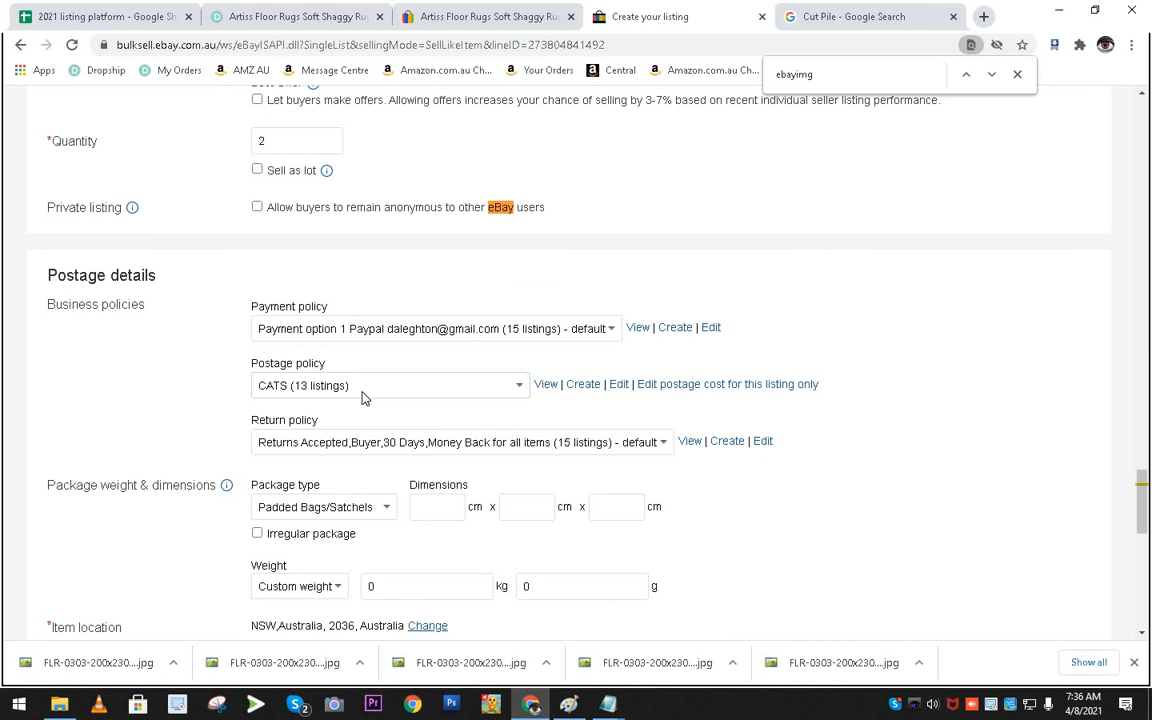 2021 listing platform - Google Sh
Artiss Floor Rugs Soft Shaggy Ru
Artiss Floor Rugs Soft Shaggy Ru
Create your listing
Cut Pile - Google Search
bulksell.ebay.com.au/ws/eBayISAPI.dll?SingleList&sellingMode=SellLikeItem&lineID=273804841492
Apps
Dropship
My Orders
AMZ AU
Message Centre
Amazon.com.au Ch...
Your Orders
Central
Amazon.com.au Ch...
ebayimg
Let buyers make offers. Allowing offers increases your chance of selling by 3-7% based on recent individual seller listing performance.
*Quantity
2
Sell as lot
Private listing
Allow buyers to remain anonymous to other eBay users
Postage details
Business policies
Payment policy
Payment option 1 Paypal daleghton@gmail.com (15 listings) - default
View | Create | Edit
Postage policy
CATS (13 listings)
View | Create | Edit | Edit postage cost for this listing only
Return policy
Returns Accepted,Buyer,30 Days,Money Back for all items (15 listings) - default
View | Create | Edit
Package weight & dimensions
Package type
Dimensions
Padded Bags/Satchels
cm x cm x cm
Irregular package
Weight
Custom weight
0 kg 0 g
*Item location
NSW,Australia, 2036, Australia Change
FLR-0303-200x230....jpg
FLR-0303-200x230....jpg
FLR-0303-200x230....jpg
FLR-0303-200x230....jpg
FLR-0303-200x230....jpg
Show all
7:36 AM
4/8/2021